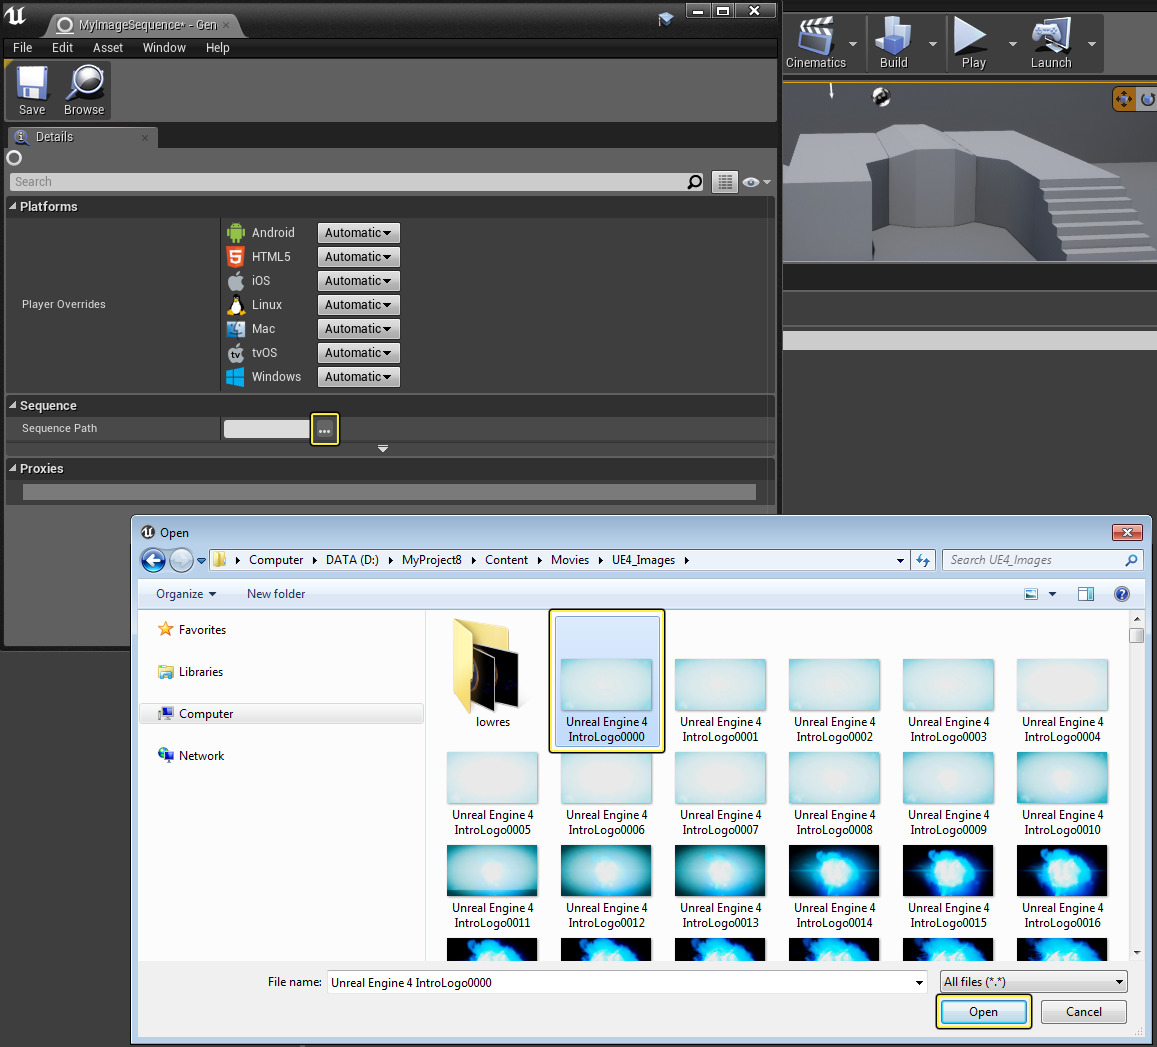 MyImageSequence* - Gen
File Edit Asset Window Help
Cinematics Build Play Launch
Save Browse
Details
Search
Platforms
Player Overrides
Android Automatic
HTML5 Automatic
iOS Automatic
Linux Automatic
Mac Automatic
tv tvOS Automatic
Windows Automatic
Sequence
Sequence Path ...
Proxies
Open
Computer DATA (D:) MyProject8 Content Movies UE4_Images Search UE4_Images
Organize New folder
Favorites
Libraries
Computer
Network
lowres
Unreal Engine 4 IntroLogo0000
Unreal Engine 4 IntroLogo0001
Unreal Engine 4 IntroLogo0002
Unreal Engine 4 IntroLogo0003
Unreal Engine 4 IntroLogo0004
Unreal Engine 4 IntroLogo0005
Unreal Engine 4 IntroLogo0006
Unreal Engine 4 IntroLogo0007
Unreal Engine 4 IntroLogo0008
Unreal Engine 4 IntroLogo0009
Unreal Engine 4 IntroLogo0010
Unreal Engine 4 IntroLogo0011
Unreal Engine 4 IntroLogo0012
Unreal Engine 4 IntroLogo0013
Unreal Engine 4 IntroLogo0014
Unreal Engine 4 IntroLogo0015
Unreal Engine 4 IntroLogo0016
File name: Unreal Engine 4 IntroLogo0000 All files (*.*)
Open Cancel